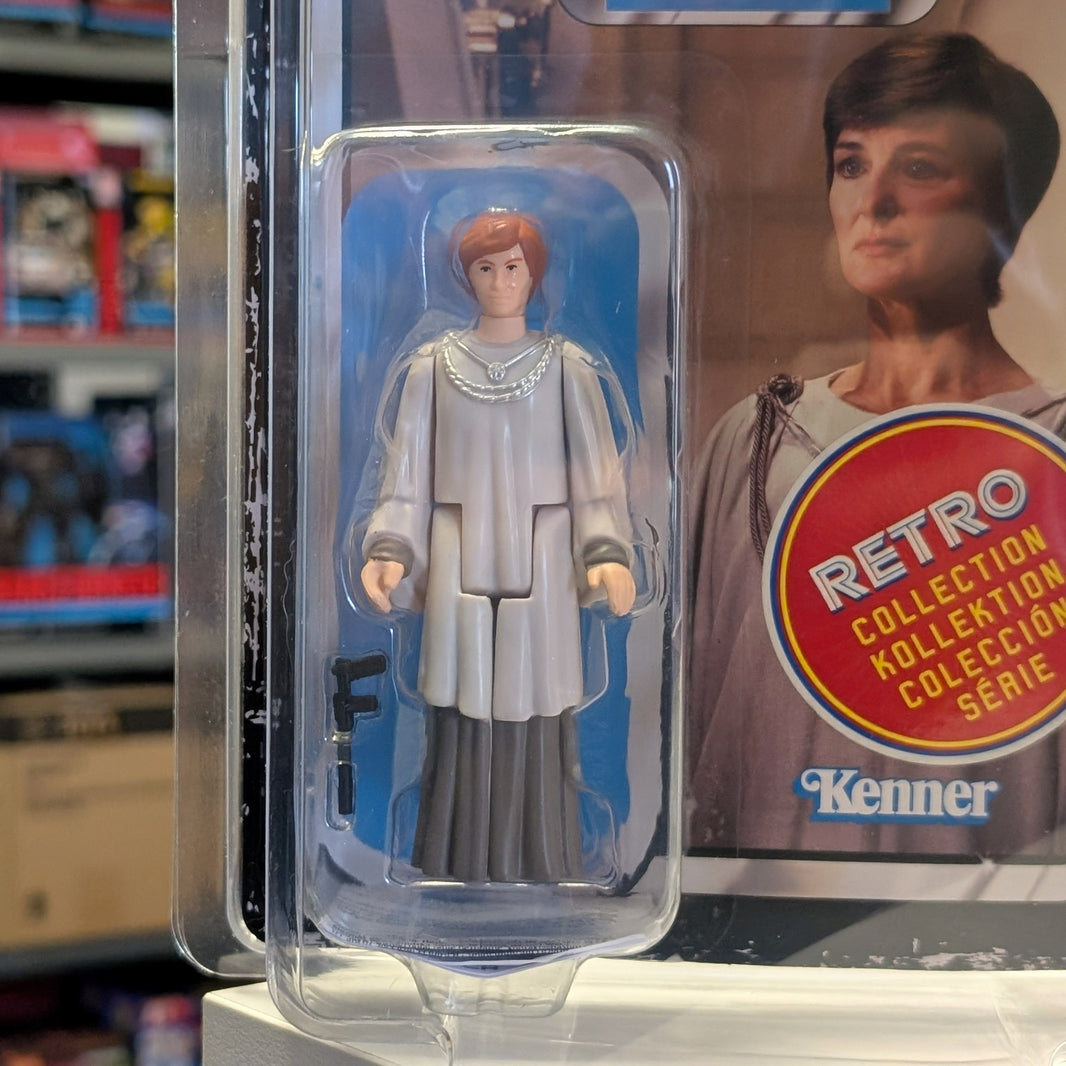 RETRO
COLLECTION
KOLLEKTION
COLECCIÓN
SÉRIE
Kenner